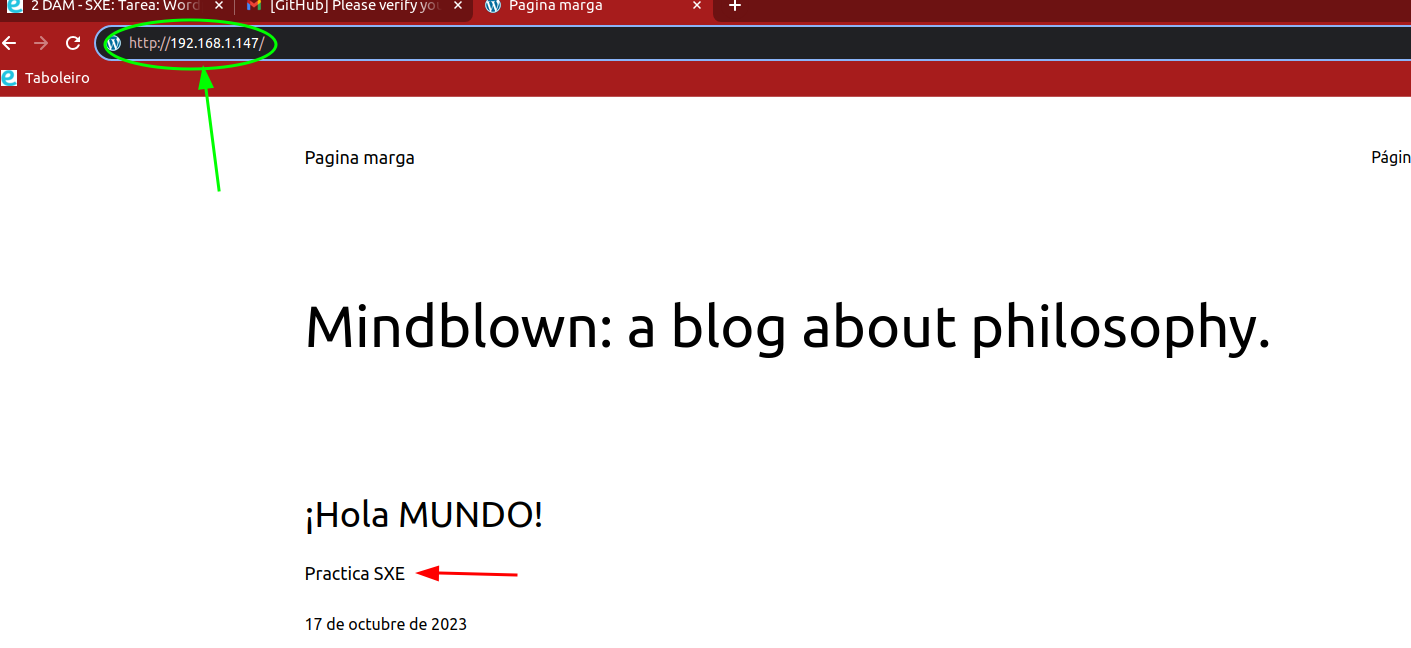 2 DAM - SXE: Tarea: Word
[GitHub] Please verify you
Pagina marga
http://192.168.1.147/
Taboleiro
Pagina marga
Págin
Mindblown: a blog about philosophy.
¡Hola MUNDO!
Practica SXE
17 de octubre de 2023